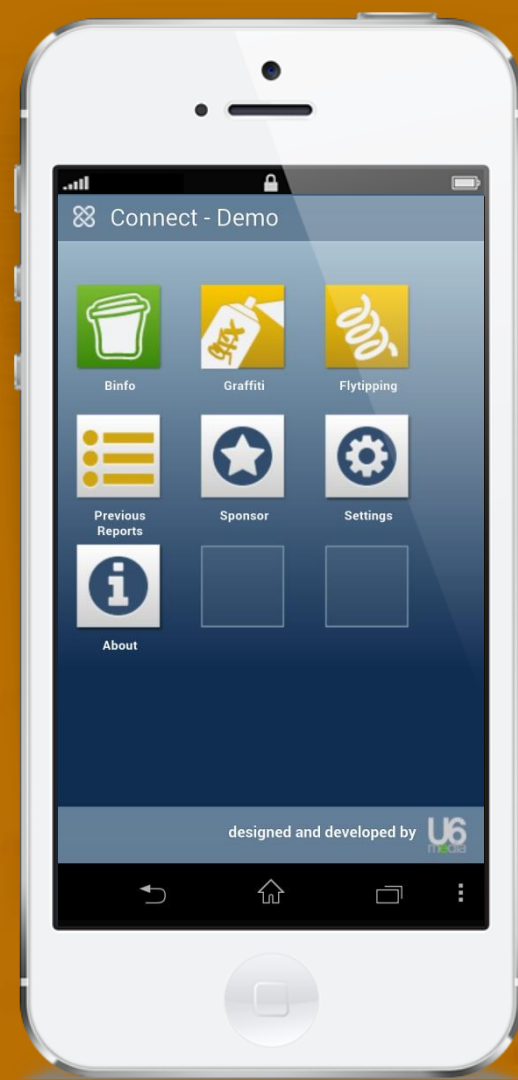 Connect - Demo
Binfo
Graffiti
Flytipping
Previous
Reports
Sponsor
Settings
About
designed and developed by
U6
media